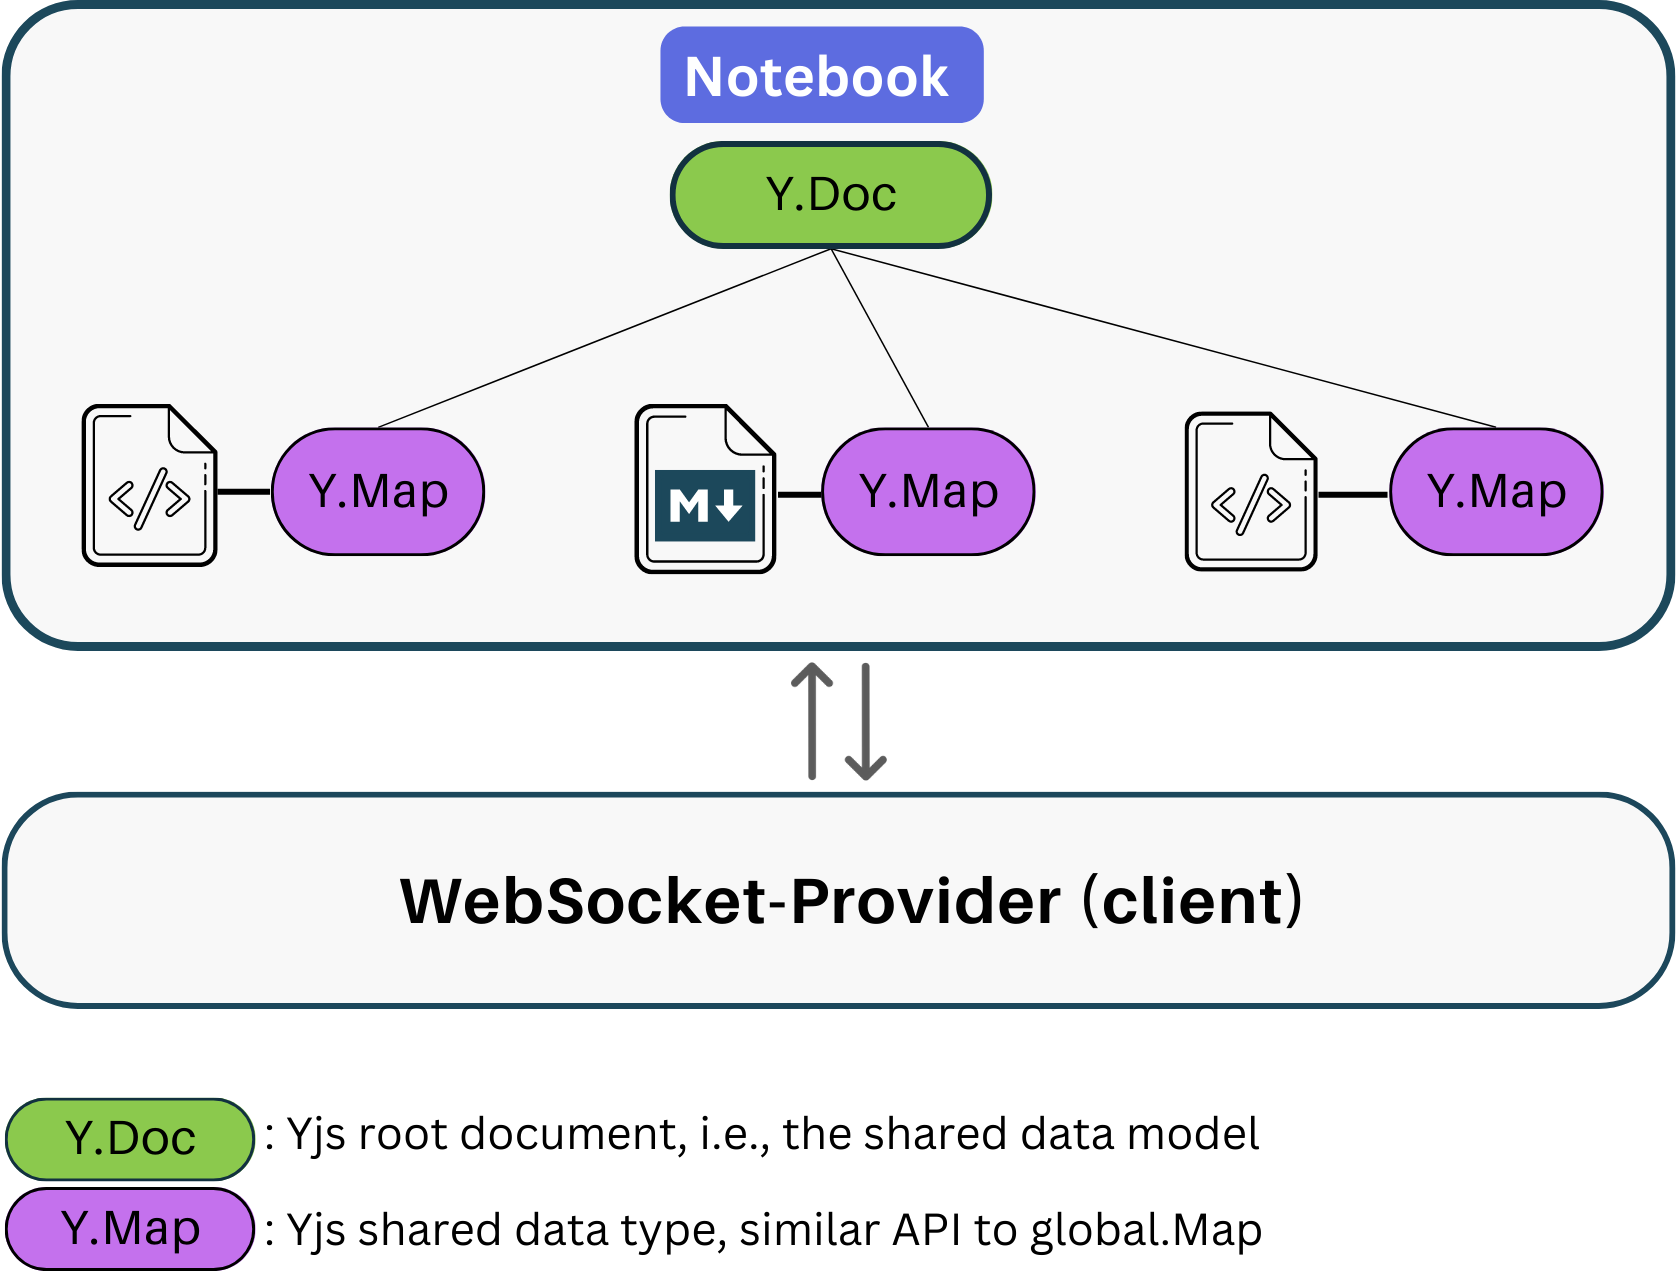 Notebook
Y.Doc
</> Y.Map M Y.Map </> Y.Map
WebSocket-Provider (client)
Y.Doc : Yjs root document, i.e., the shared data model
Y.Map : Yjs shared data type, similar API to global.Map